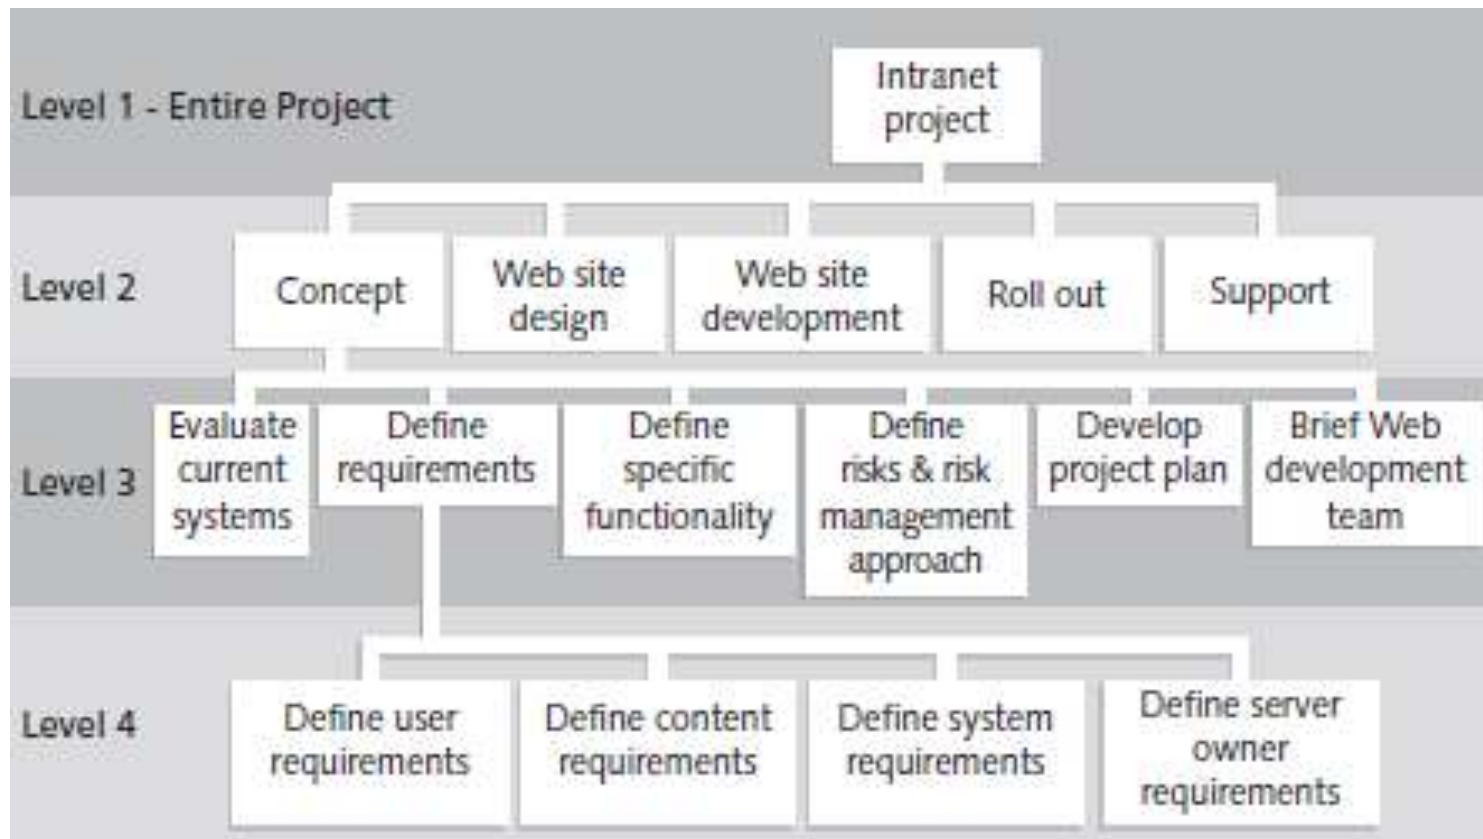 Level 1 - Entire Project
Intranet
project
Level 2
Concept
Web site
design
Web site
development
Roll out
Support
Level 3
Evaluate
current
systems
Define
requirements
Define
specific
functionality
Define
risks & risk
management
approach
Develop
project plan
Brief Web
development
team
Level 4
Define user
requirements
Define content
requirements
Define system
requirements
Define server
owner
requirements